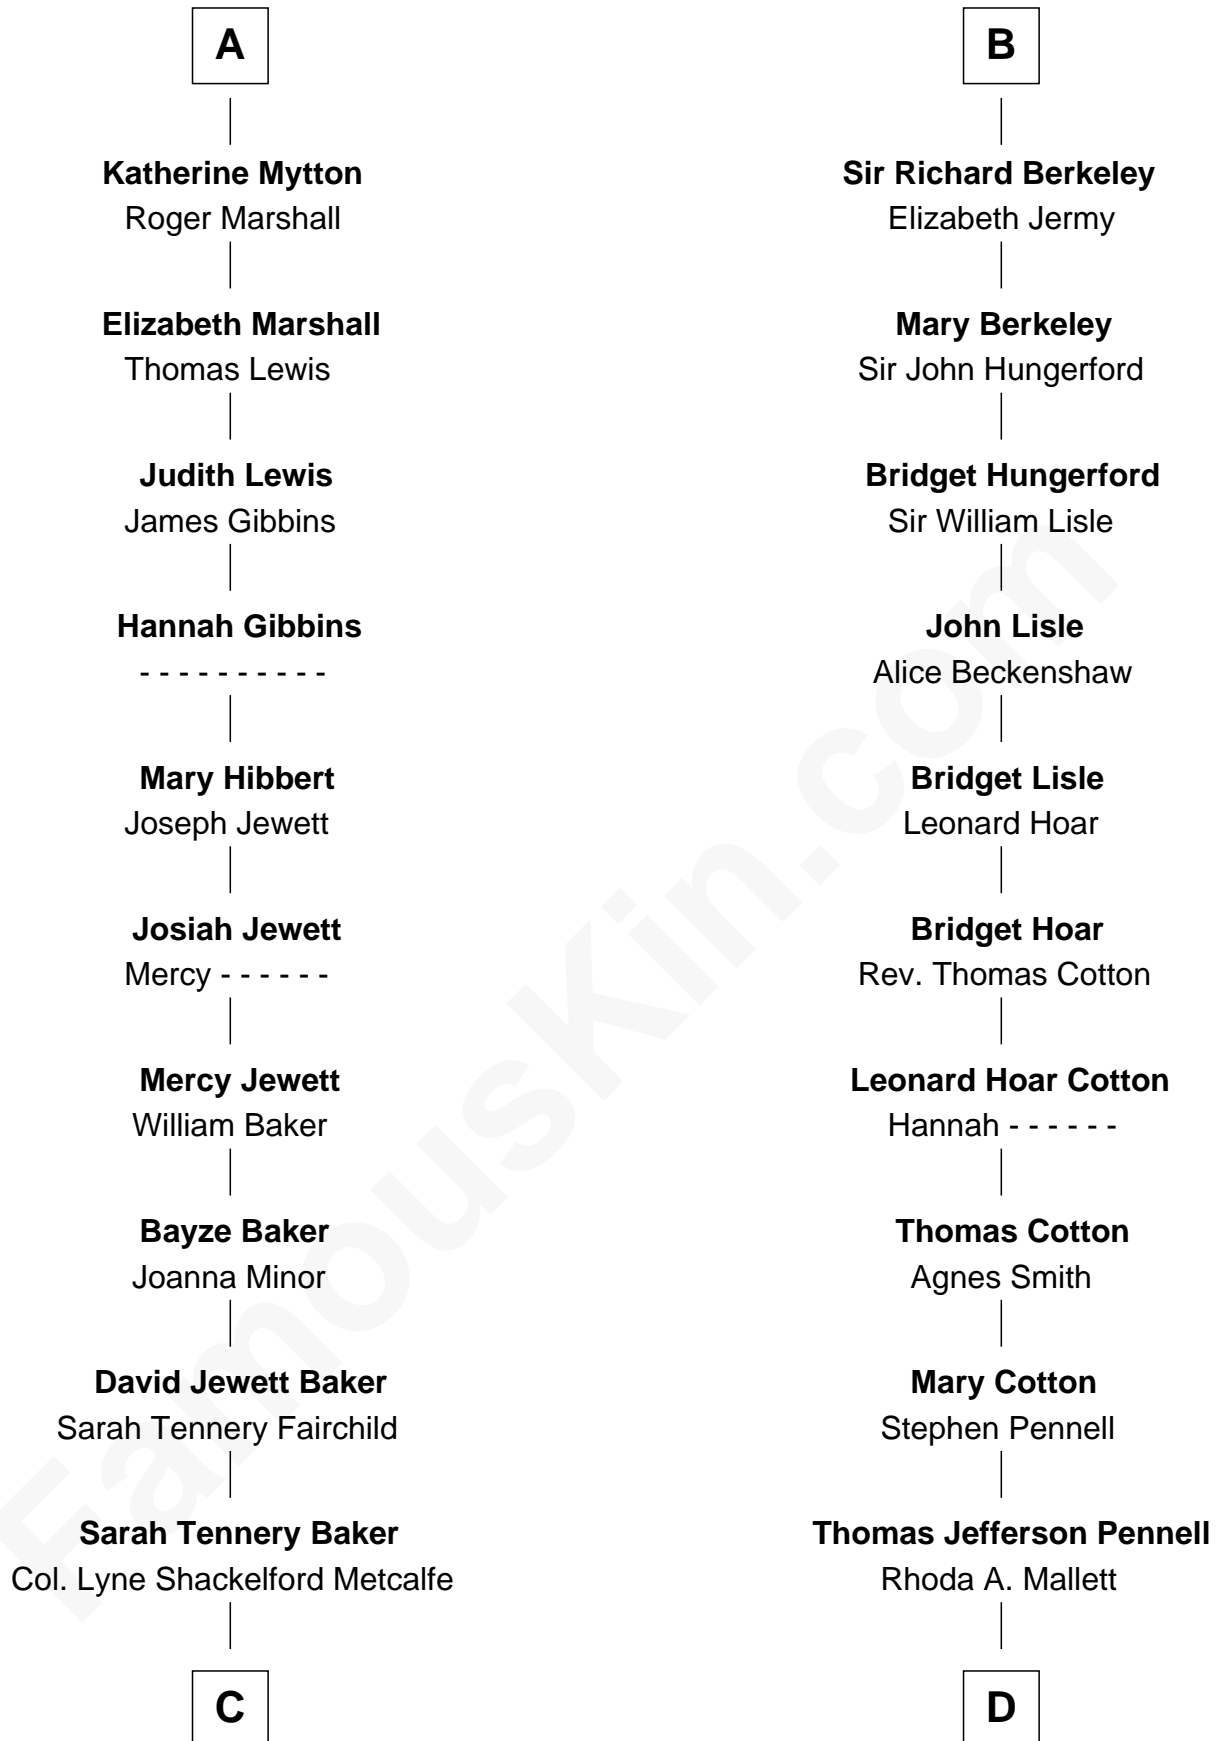 A
Katherine Mytton
Roger Marshall
Elizabeth Marshall
Thomas Lewis
Judith Lewis
James Gibbins
Hannah Gibbins
- - - - - - - - - -
Mary Hibbert
Joseph Jewett
Josiah Jewett
Mercy - - - - - -
Mercy Jewett
William Baker
Bayze Baker
Joanna Minor
David Jewett Baker
Sarah Tennery Fairchild
Sarah Tennery Baker
Col. Lyne Shackelford Metcalfe
C
B
Sir Richard Berkeley
Elizabeth Jermy
Mary Berkeley
Sir John Hungerford
Bridget Hungerford
Sir William Lisle
John Lisle
Alice Beckenshaw
Bridget Lisle
Leonard Hoar
Bridget Hoar
Rev. Thomas Cotton
Leonard Hoar Cotton
Hannah - - - - - -
Thomas Cotton
Agnes Smith
Mary Cotton
Stephen Pennell
Thomas Jefferson Pennell
Rhoda A. Mallett
D
FamousKin.com